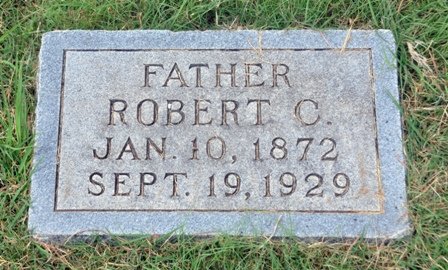 FATHER
ROBERT C.
JAN. 10, 1872
SEPT. 19, 1929